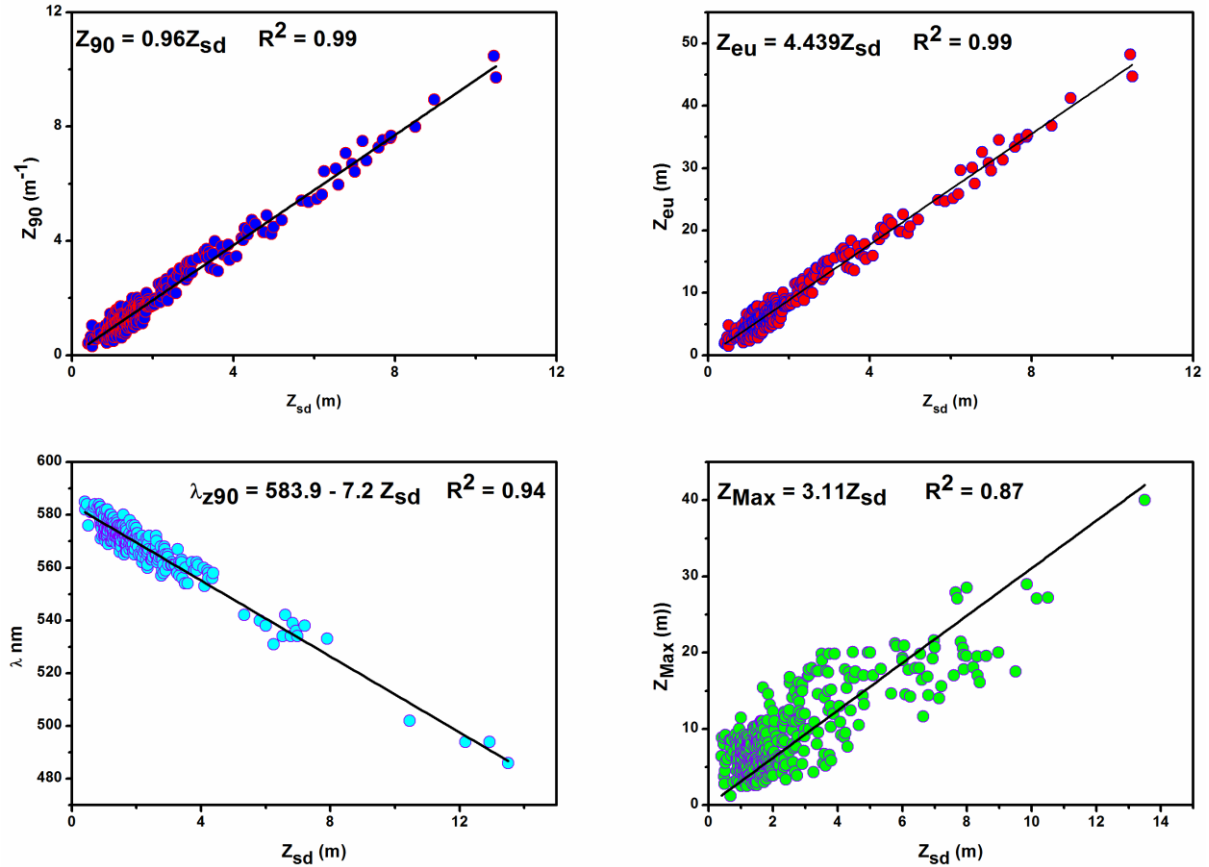 Z90 = 0.96Zsd R2 = 0.99
12
8
4
0
Z90 (m-1)
0 4 8 12
Zsd (m)
Zeu = 4.439Zsd R2 = 0.99
50
40
30
20
10
0
Zeu (m)
0 2 4 6 8 10 12
Zsd (m)
λz90 = 583.9 - 7.2 Zsd R2 = 0.94
600
580
560
540
520
500
480
λ nm
0 4 8 12
Zsd (m)
ZMax = 3.11Zsd R2 = 0.87
40
30
20
10
0
ZMax (m))
0 2 4 6 8 10 12 14
Zsd (m)